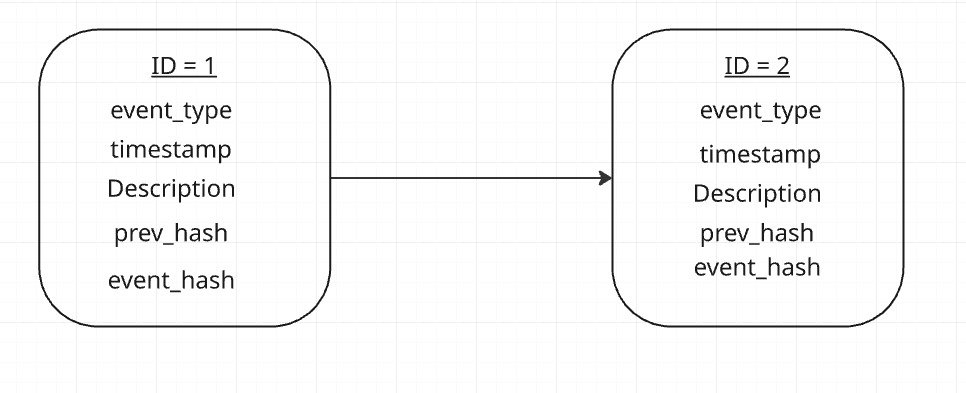 ID = 1
event_type
timestamp
Description
prev_hash
event_hash
ID = 2
event_type
timestamp
Description
prev_hash
event_hash